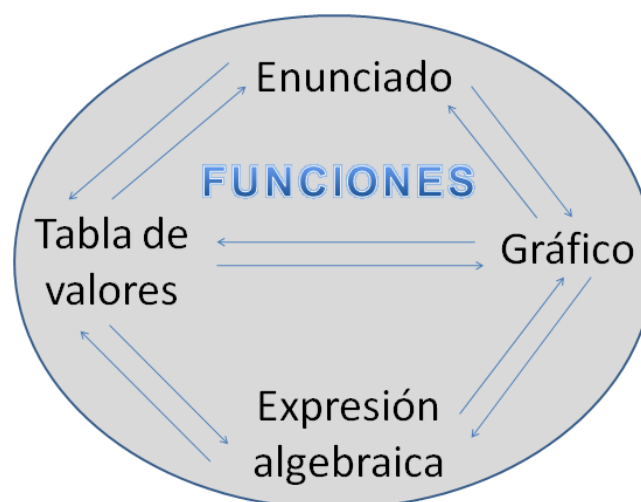 Enunciado
FUNCIONES
Tabla de
valores
Gráfico
Expresión
algebraica